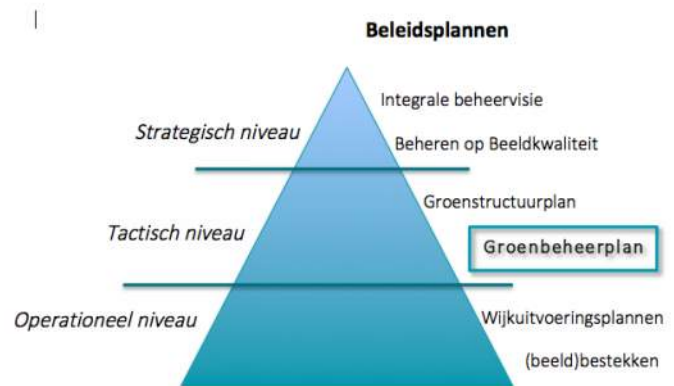 Beleidsplannen
Integrale beheervisie
Strategisch niveau
Beheren op Beeldkwaliteit
Groenstructuurplan
Tactisch niveau
Groenbeheerplan
Operationeel niveau
Wijkuitvoeringsplannen
(beeld)bestekken